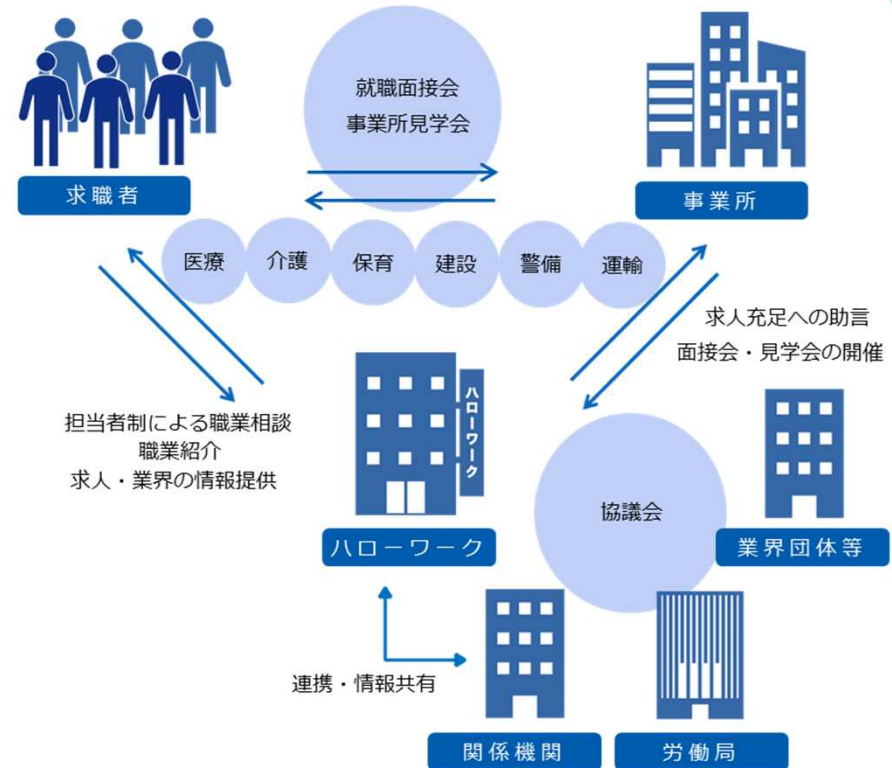 就職面接会
事業所見学会
求職者
事業所
医療
介護
保育
建設
警備
運輸
求人充足への助言
面接会・見学会の開催
担当者制による職業相談
職業紹介
求人・業界の情報提供
ハローワーク
ハローワーク
協議会
業界団体等
連携・情報共有
関係機関
労働局